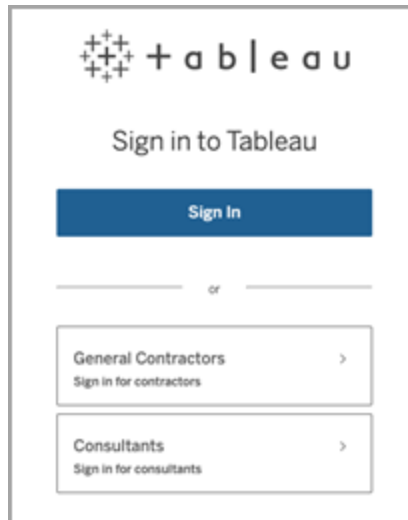 +ableau
Sign in to Tableau
Sign In
or
General Contractors
Sign in for contractors
Consultants
Sign in for consultants